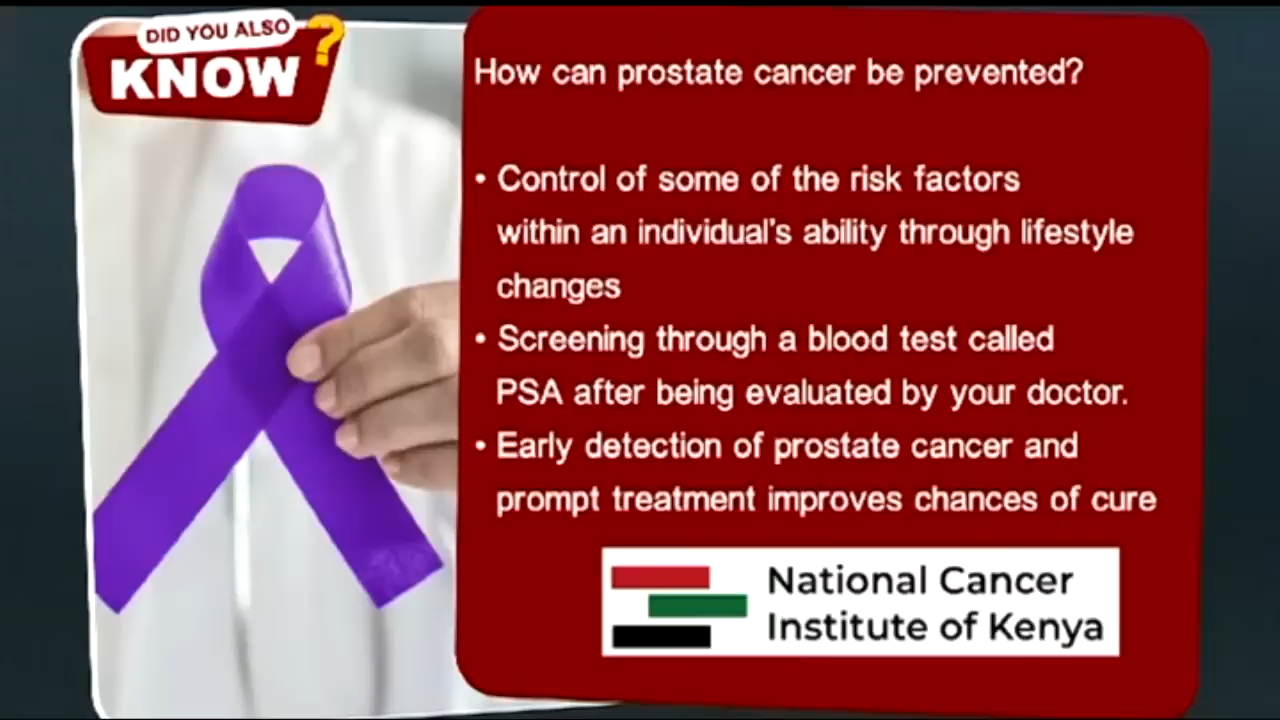 DID YOU ALSO
KNOW?
How can prostate cancer be prevented?
• Control of some of the risk factors
within an individual's ability through lifestyle
changes
• Screening through a blood test called
PSA after being evaluated by your doctor.
• Early detection of prostate cancer and
prompt treatment improves chances of cure
National Cancer
Institute of Kenya